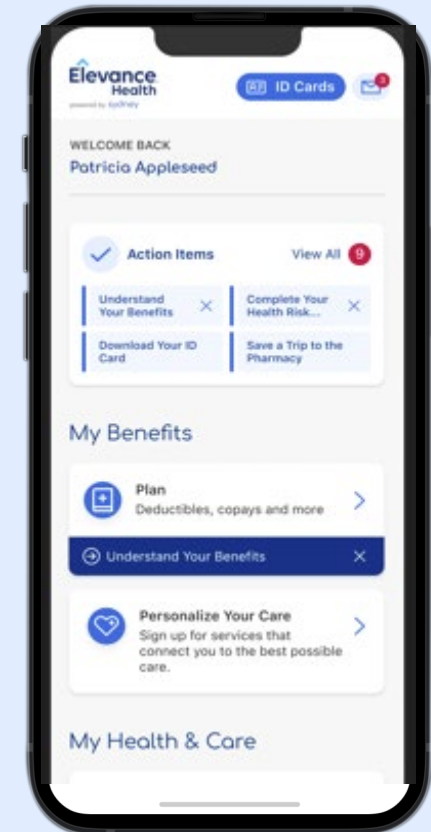 Elevance
Health
powered by sydney
ID Cards
3
WELCOME BACK
Patricia Appleseed
Action Items
View All 9
Understand
Your Benefits
Complete Your
Health Risk...
Download Your ID
Card
Save a Trip to the
Pharmacy
My Benefits
Plan
Deductibles, copays and more
Understand Your Benefits
Personalize Your Care
Sign up for services that
connect you to the best possible
care.
My Health & Care